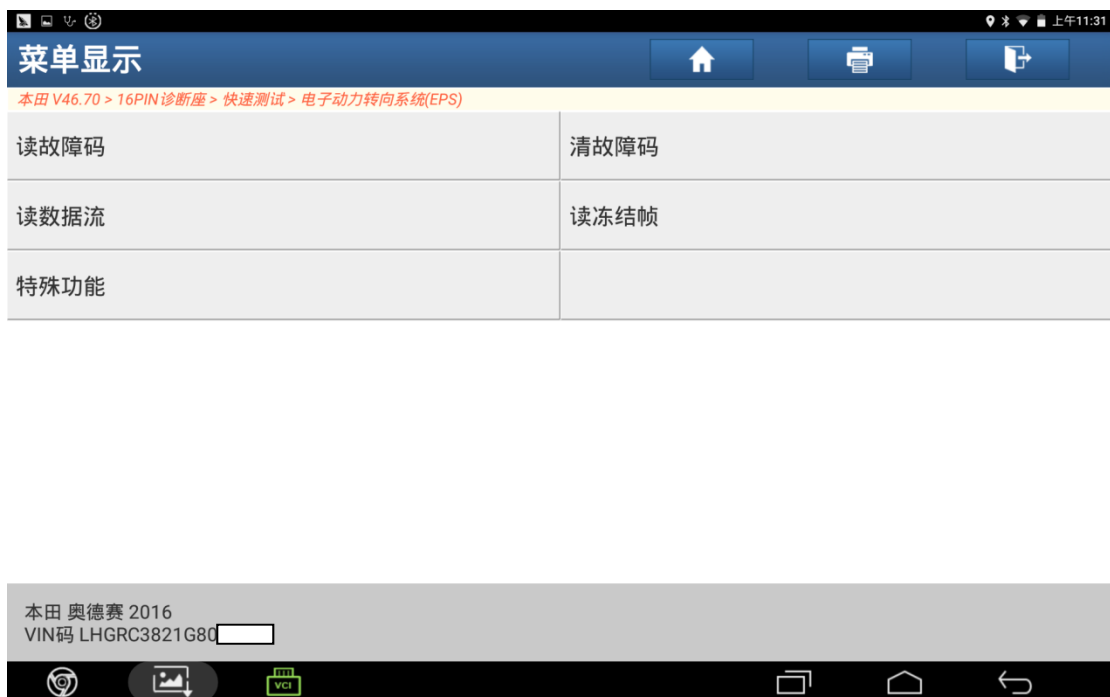 上午11:31
菜单显示
本田 V46.70 > 16PIN诊断座 > 快速测试 > 电子动力转向系统(EPS)
读故障码
清故障码
读数据流
读冻结帧
特殊功能
本田 奥德赛 2016
VIN码 LHGRC3821G80
VCI